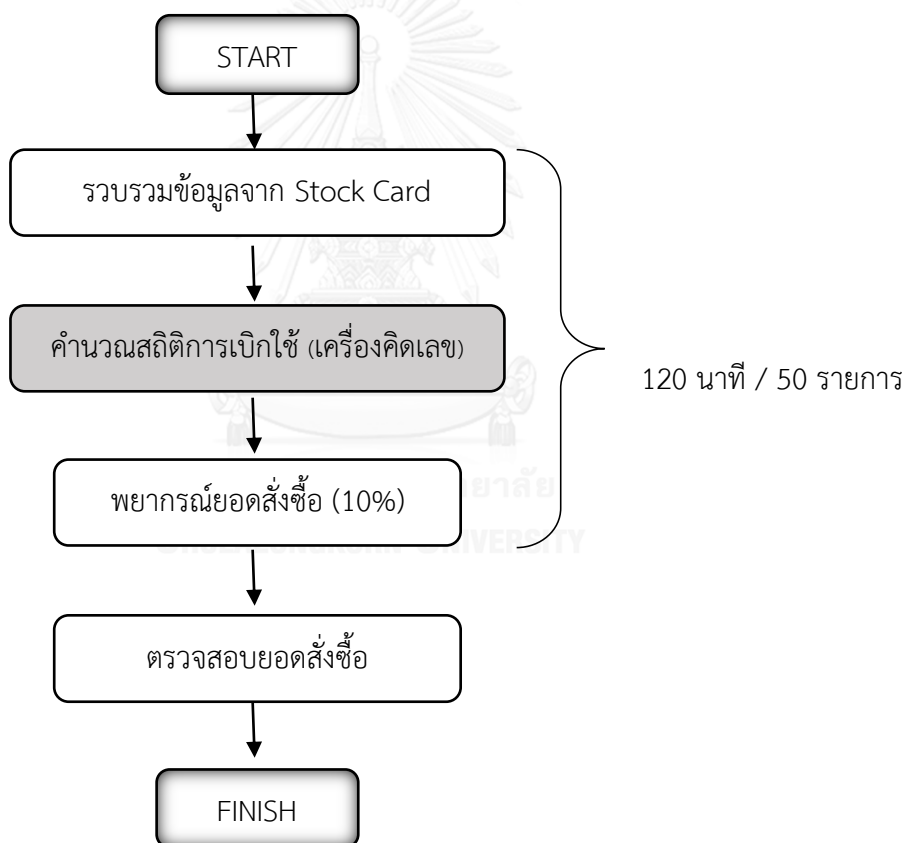 START
รวบรวมข้อมูลจาก Stock Card
คำนวณสถิติการเบิกใช้ (เครื่องคิดเลข)
120 นาที / 50 รายการ
พยากรณ์ยอดสั่งซื้อ (10%)
ตรวจสอบยอดสั่งซื้อ
FINISH